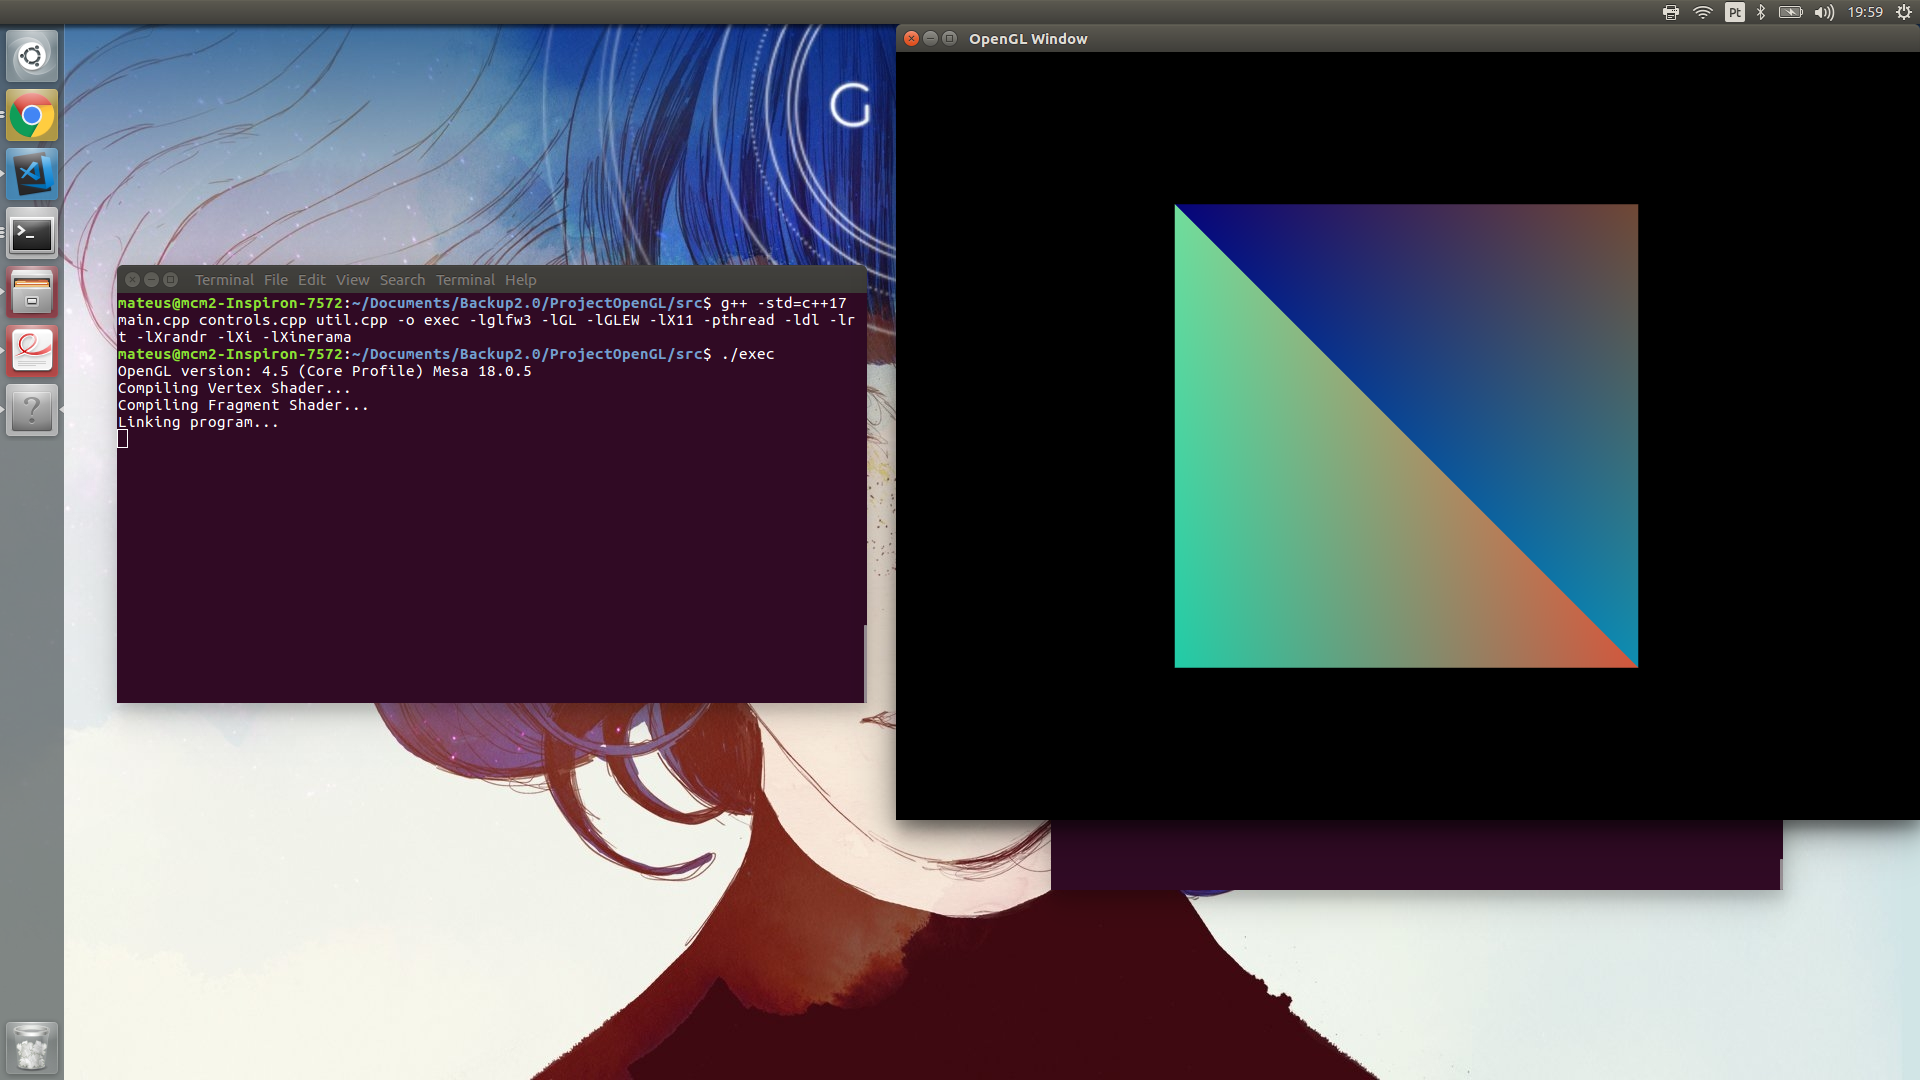 Pt
19:59
OpenGL Window
G
Terminal File Edit View Search Terminal Help
mateus@mcm2-Inspiron-7572:~/Documents/Backup2.0/ProjectOpenGL/src$ g++ -std=c++17
main.cpp controls.cpp util.cpp -o exec -lglfw3 -lGL -lGLEW -lX11 -pthread -ldl -lr
t -lXrandr -lXi -lXinerama
mateus@mcm2-Inspiron-7572:~/Documents/Backup2.0/ProjectOpenGL/src$ ./exec
OpenGL version: 4.5 (Core Profile) Mesa 18.0.5
Compiling Vertex Shader...
Compiling Fragment Shader...
Linking program...